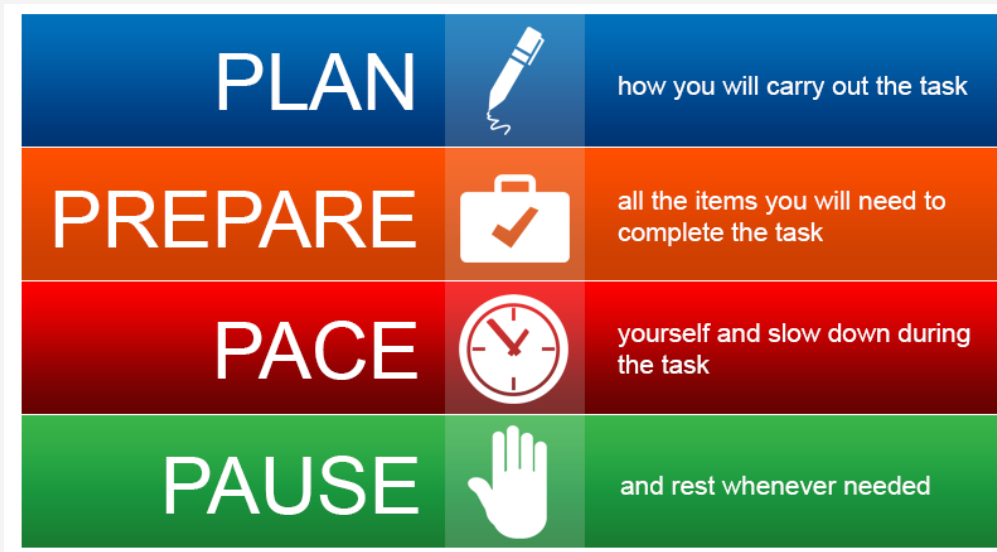 PLAN
how you will carry out the task
PREPARE
all the items you will need to
complete the task
PACE
yourself and slow down during
the task
PAUSE
and rest whenever needed